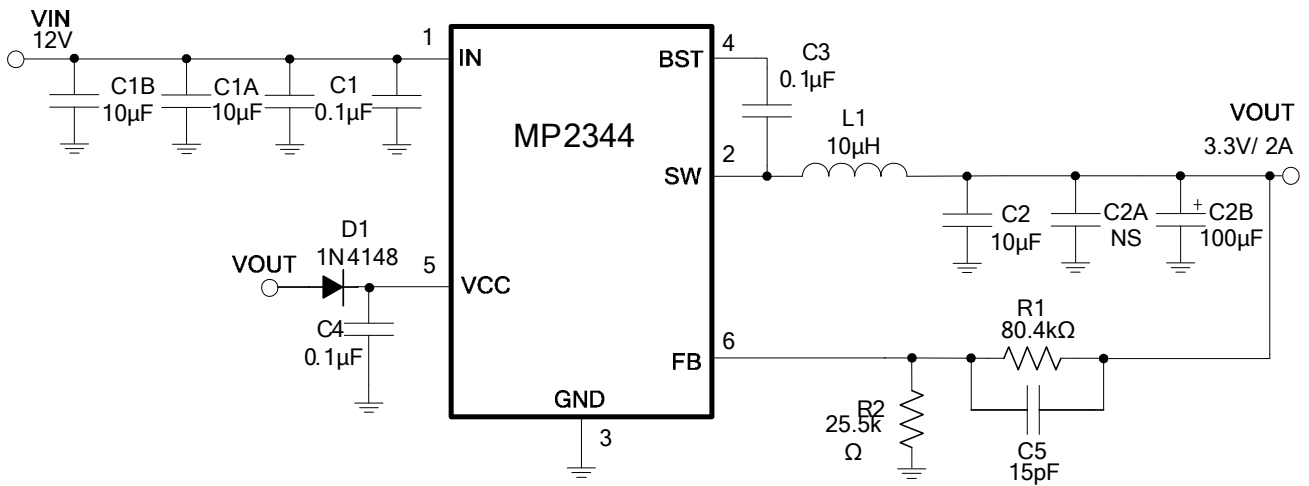 VIN
12V
1
IN
C1B
10µF
C1A
10µF
C1
0.1µF
MP2344
BST
4
C3
0.1µF
L1
10µH
2
SW
VOUT
3.3V/ 2A
C2
10µF
C2A
NS
+
C2B
100µF
D1
1N4148
VOUT
5
VCC
C4
0.1µF
R1
80.4kΩ
6
FB
GND
3
R2
25.5k
Ω
C5
15pF